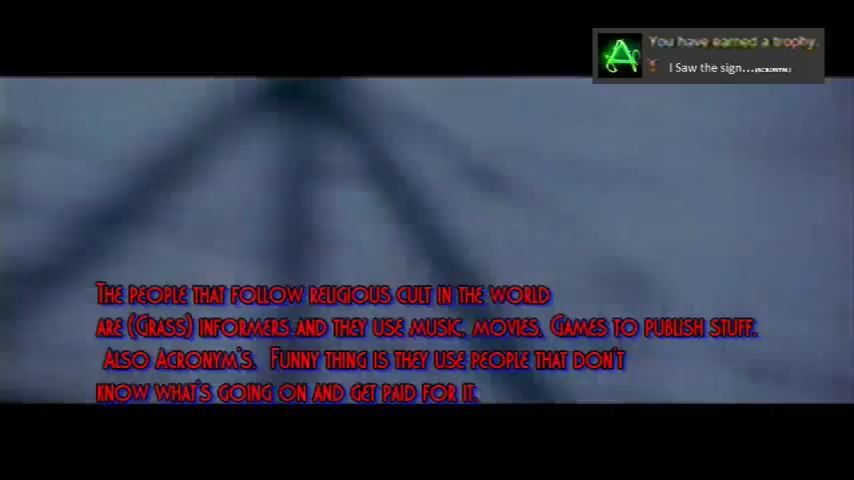 You have earned a trophy.
I Saw the sign...(ACRONYM.)
The people that follow religious cult in the world
are (Grass) informers and they use music, movies, Games to publish stuff.
Also Acronym's. Funny thing is they use people that don't
know what's going on and get paid for it.